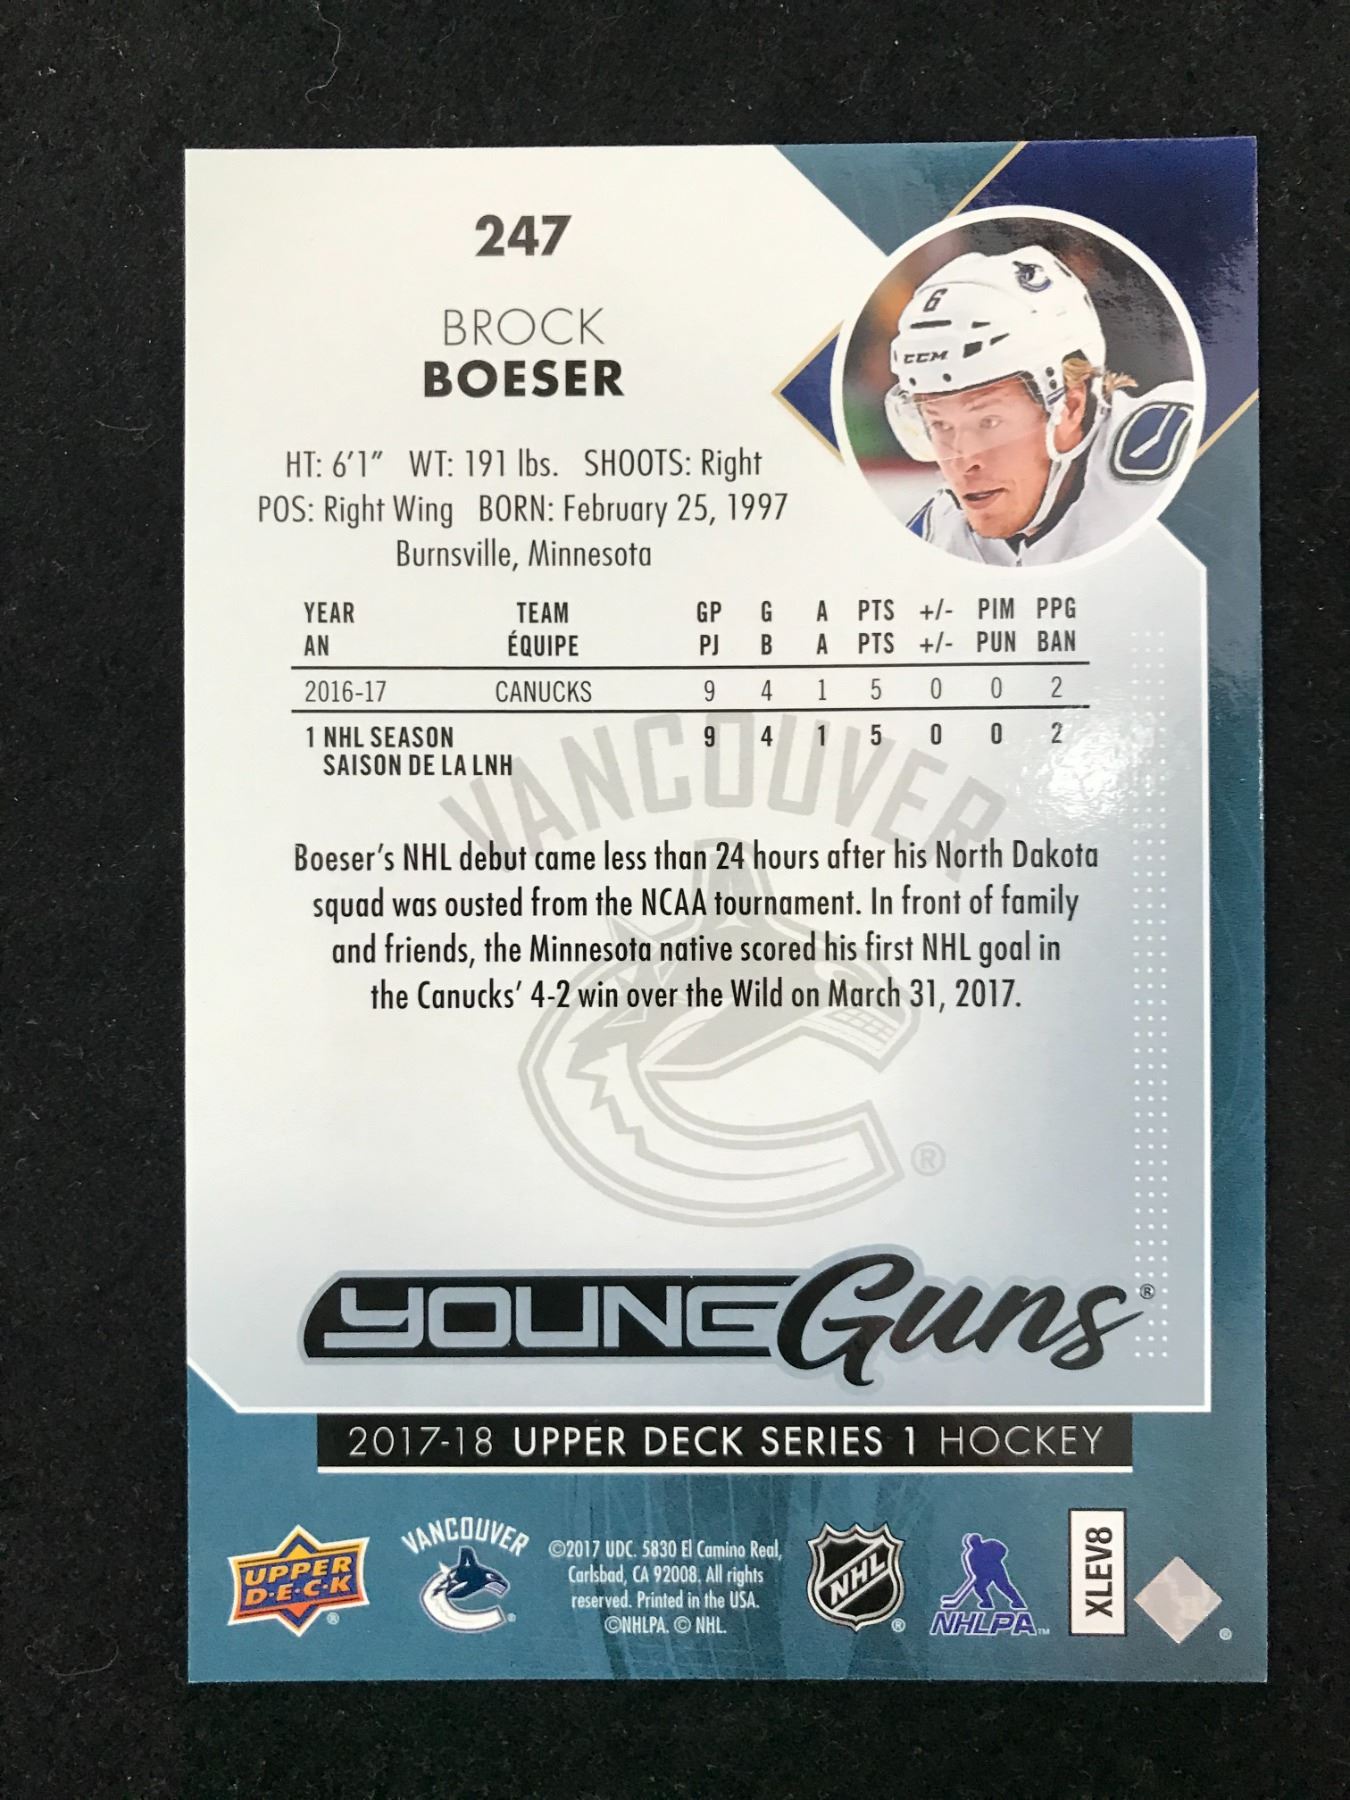 247
BROCK
BOESER
HT: 6'1" WT: 191 lbs. SHOOTS: Right
POS: Right Wing BORN: February 25, 1997
Burnsville, Minnesota
6
CCM
YEAR TEAM GP G A PTS +/- PIM PPG
AN ÉQUIPE PJ B A PTS +/- PUN BAN
2016-17 CANUCKS 9 4 1 5 0 0 2
1 NHL SEASON 9 4 1 5 0 0 2
SAISON DE LA LNH
VANCOUVER
Boeser's NHL debut came less than 24 hours after his North Dakota
squad was ousted from the NCAA tournament. In front of family
and friends, the Minnesota native scored his first NHL goal in
the Canucks' 4-2 win over the Wild on March 31, 2017.
®
YOUNG Guns®
2017-18 UPPER DECK SERIES 1 HOCKEY
UPPER
D·E·C·K
®
VANCOUVER
®
©2017 UDC. 5830 El Camino Real,
Carlsbad, CA 92008. All rights
reserved. Printed in the USA.
©NHLPA. © NHL.
NHL
®
NHLPA™
XLEV8
®